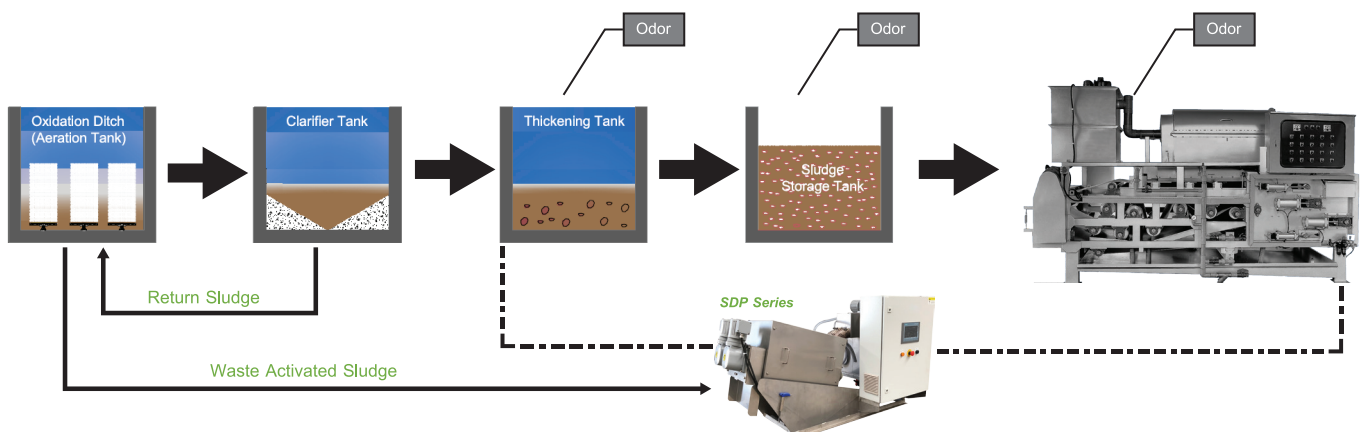 Odor
Odor
Odor
Oxidation Ditch
(Aeration Tank)
Clarifier Tank
Thickening Tank
Sludge
Storage Tank
Return Sludge
SDP Series
Waste Activated Sludge